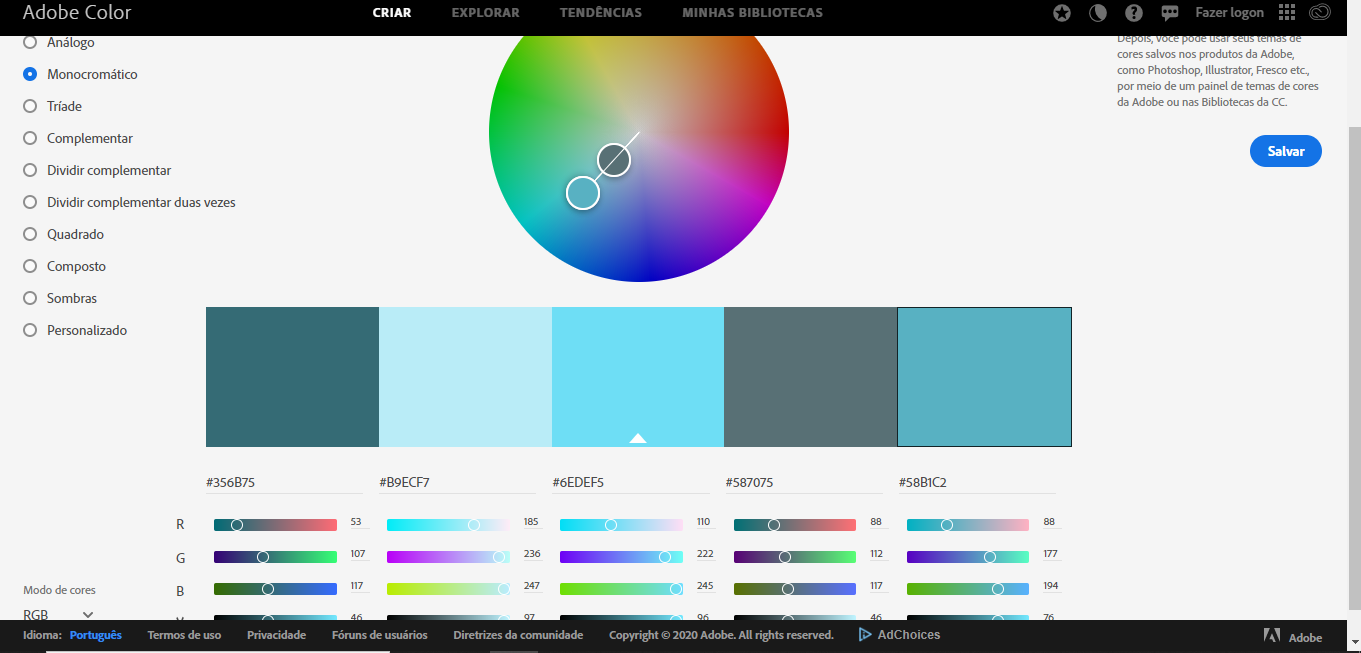 Adobe Color
CRIAR
EXPLORAR
TENDÊNCIAS
MINHAS BIBLIOTECAS
Fazer logon
Análogo
Monocromático
Tríade
Complementar
Dividir complementar
Dividir complementar duas vezes
Quadrado
Composto
Sombras
Personalizado
Depois, você pode usar seus temas de
cores salvos nos produtos da Adobe,
como Photoshop, Illustrator, Fresco etc.,
por meio de um painel de temas de cores
da Adobe ou nas Bibliotecas da CC.
Salvar
#356B75
#B9ECF7
#6EDEF5
#587075
#58B1C2
R 53 185 110 88 88
G 107 236 222 112 177
B 117 247 245 117 194
46 97 96 46 76
Modo de cores
RGB
Idioma: Português
Termos de uso
Privacidade
Fóruns de usuários
Diretrizes da comunidade
Copyright © 2020 Adobe. All rights reserved.
AdChoices
Adobe